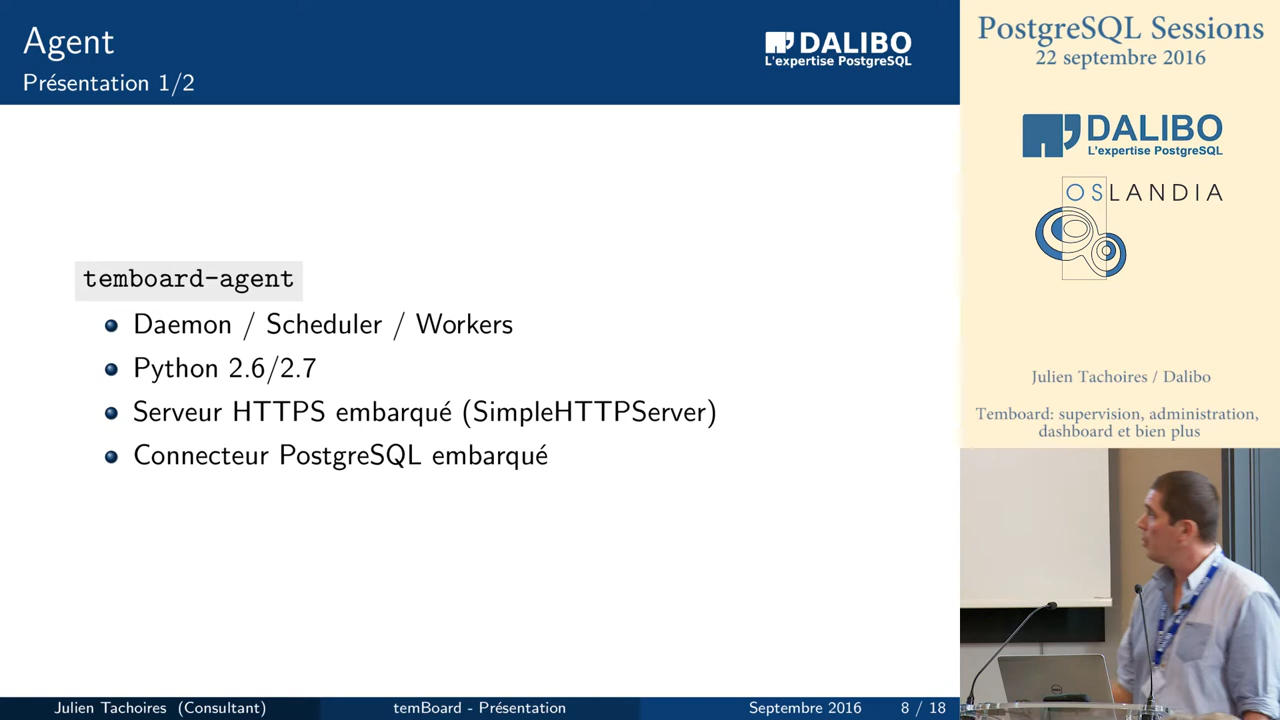 Agent
Présentation 1/2
DALIBO
L'expertise PostgreSQL
temboard-agent
Daemon / Scheduler / Workers
Python 2.6/2.7
Serveur HTTPS embarqué (SimpleHTTPServer)
Connecteur PostgreSQL embarqué
Julien Tachoires (Consultant)
temBoard - Présentation
Septembre 2016
8 / 18
PostgreSQL Sessions
22 septembre 2016
DALIBO
L'expertise PostgreSQL
OSLANDIA
Julien Tachoires / Dalibo
Temboard: supervision, administration,
dashboard et bien plus